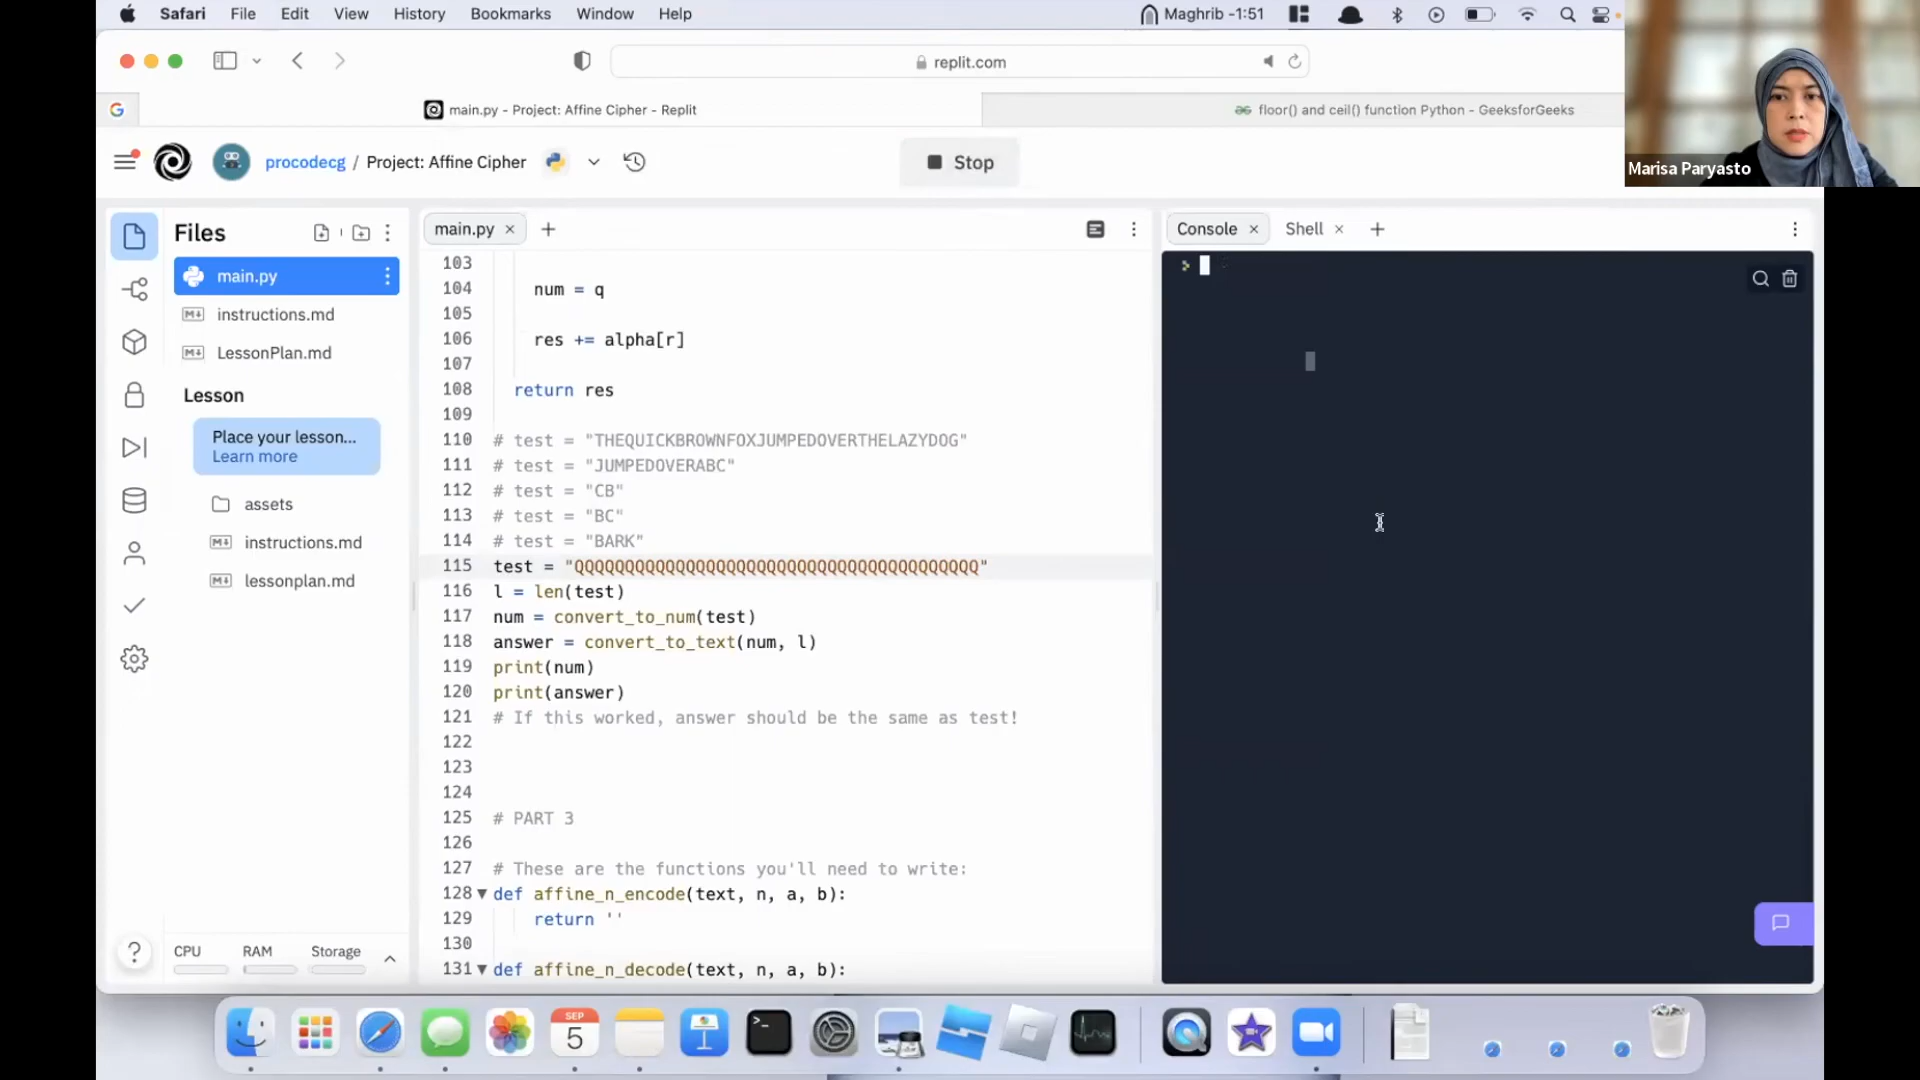 Safari File Edit View History Bookmarks Window Help Maghrib -1:51
replit.com
main.py - Project: Affine Cipher - Replit
floor() and ceil() function Python - GeeksforGeeks
Marisa Paryasto
procodecg / Project: Affine Cipher
Stop
Files
main.py
instructions.md
LessonPlan.md
Lesson
Place your lesson...
Learn more
assets
instructions.md
lessonplan.md
CPU RAM Storage
main.py
103
104 num = q
105
106 res += alpha[r]
107
108 return res
109
110 # test = "THEQUICKBROWNFOXJUMPEDOVERTHELAZYDOG"
111 # test = "JUMPEDOVERABC"
112 # test = "CB"
113 # test = "BC"
114 # test = "BARK"
115 test = "QQQQQQQQQQQQQQQQQQQQQQQQQQQQQQQQQQQQQQQQ"
116 l = len(test)
117 num = convert_to_num(test)
118 answer = convert_to_text(num, l)
119 print(num)
120 print(answer)
121 # If this worked, answer should be the same as test!
122
123
124
125 # PART 3
126
127 # These are the functions you'll need to write:
128 def affine_n_encode(text, n, a, b):
129 return ''
130
131 def affine_n_decode(text, n, a, b):
Console Shell
SEP
5